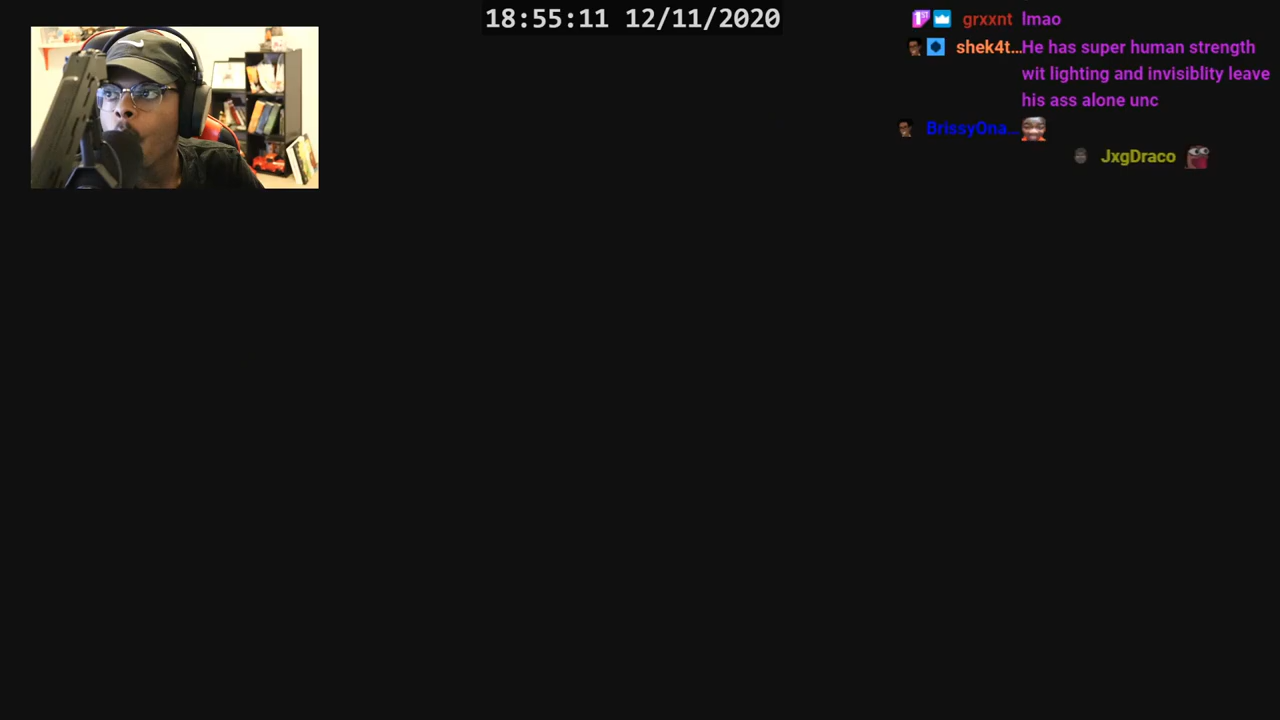 18:55:11 12/11/2020
grxxnt lmao
shek4t...He has super human strength
wit lighting and invisiblity leave
his ass alone unc
BrissyOna...
JxgDraco